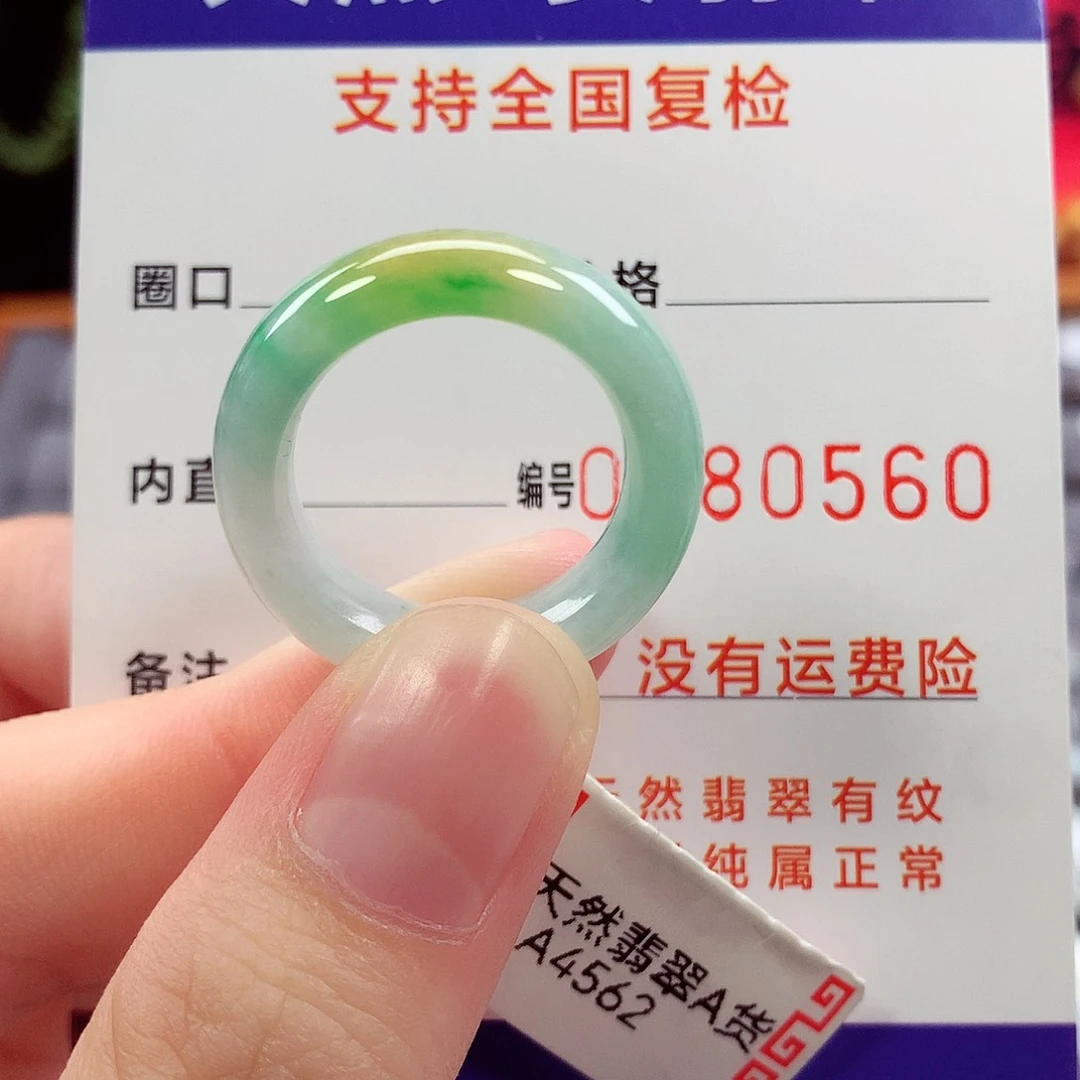 支持全国复检
圈口 格
内直 编号 0 80560
备注 没有运费险
然翡翠有纹
纯属正常
天然翡翠A货
A4562